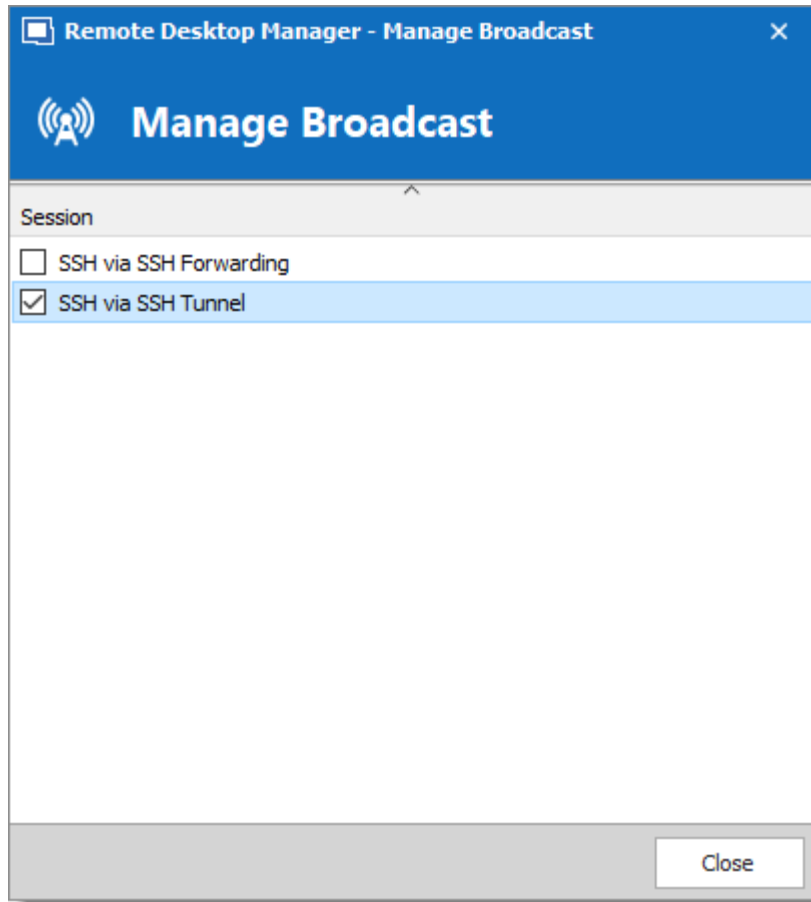 Remote Desktop Manager - Manage Broadcast
Manage Broadcast
Session
SSH via SSH Forwarding
SSH via SSH Tunnel
Close